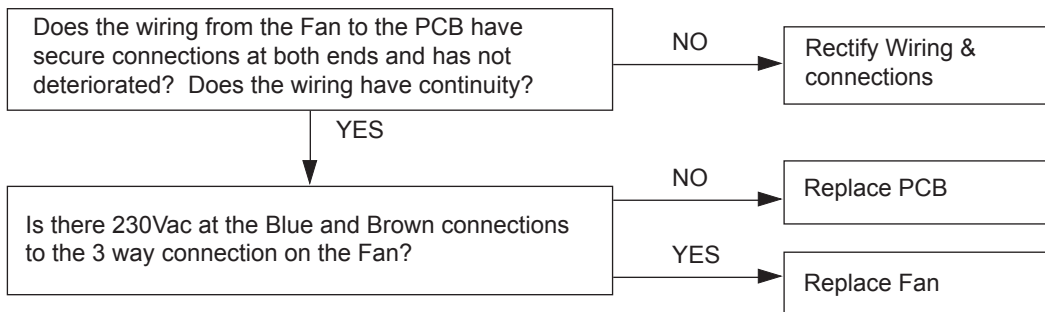 Does the wiring from the Fan to the PCB have
secure connections at both ends and has not
deteriorated? Does the wiring have continuity?
NO
Rectify Wiring &
connections
YES
Is there 230Vac at the Blue and Brown connections
to the 3 way connection on the Fan?
NO
Replace PCB
YES
Replace Fan